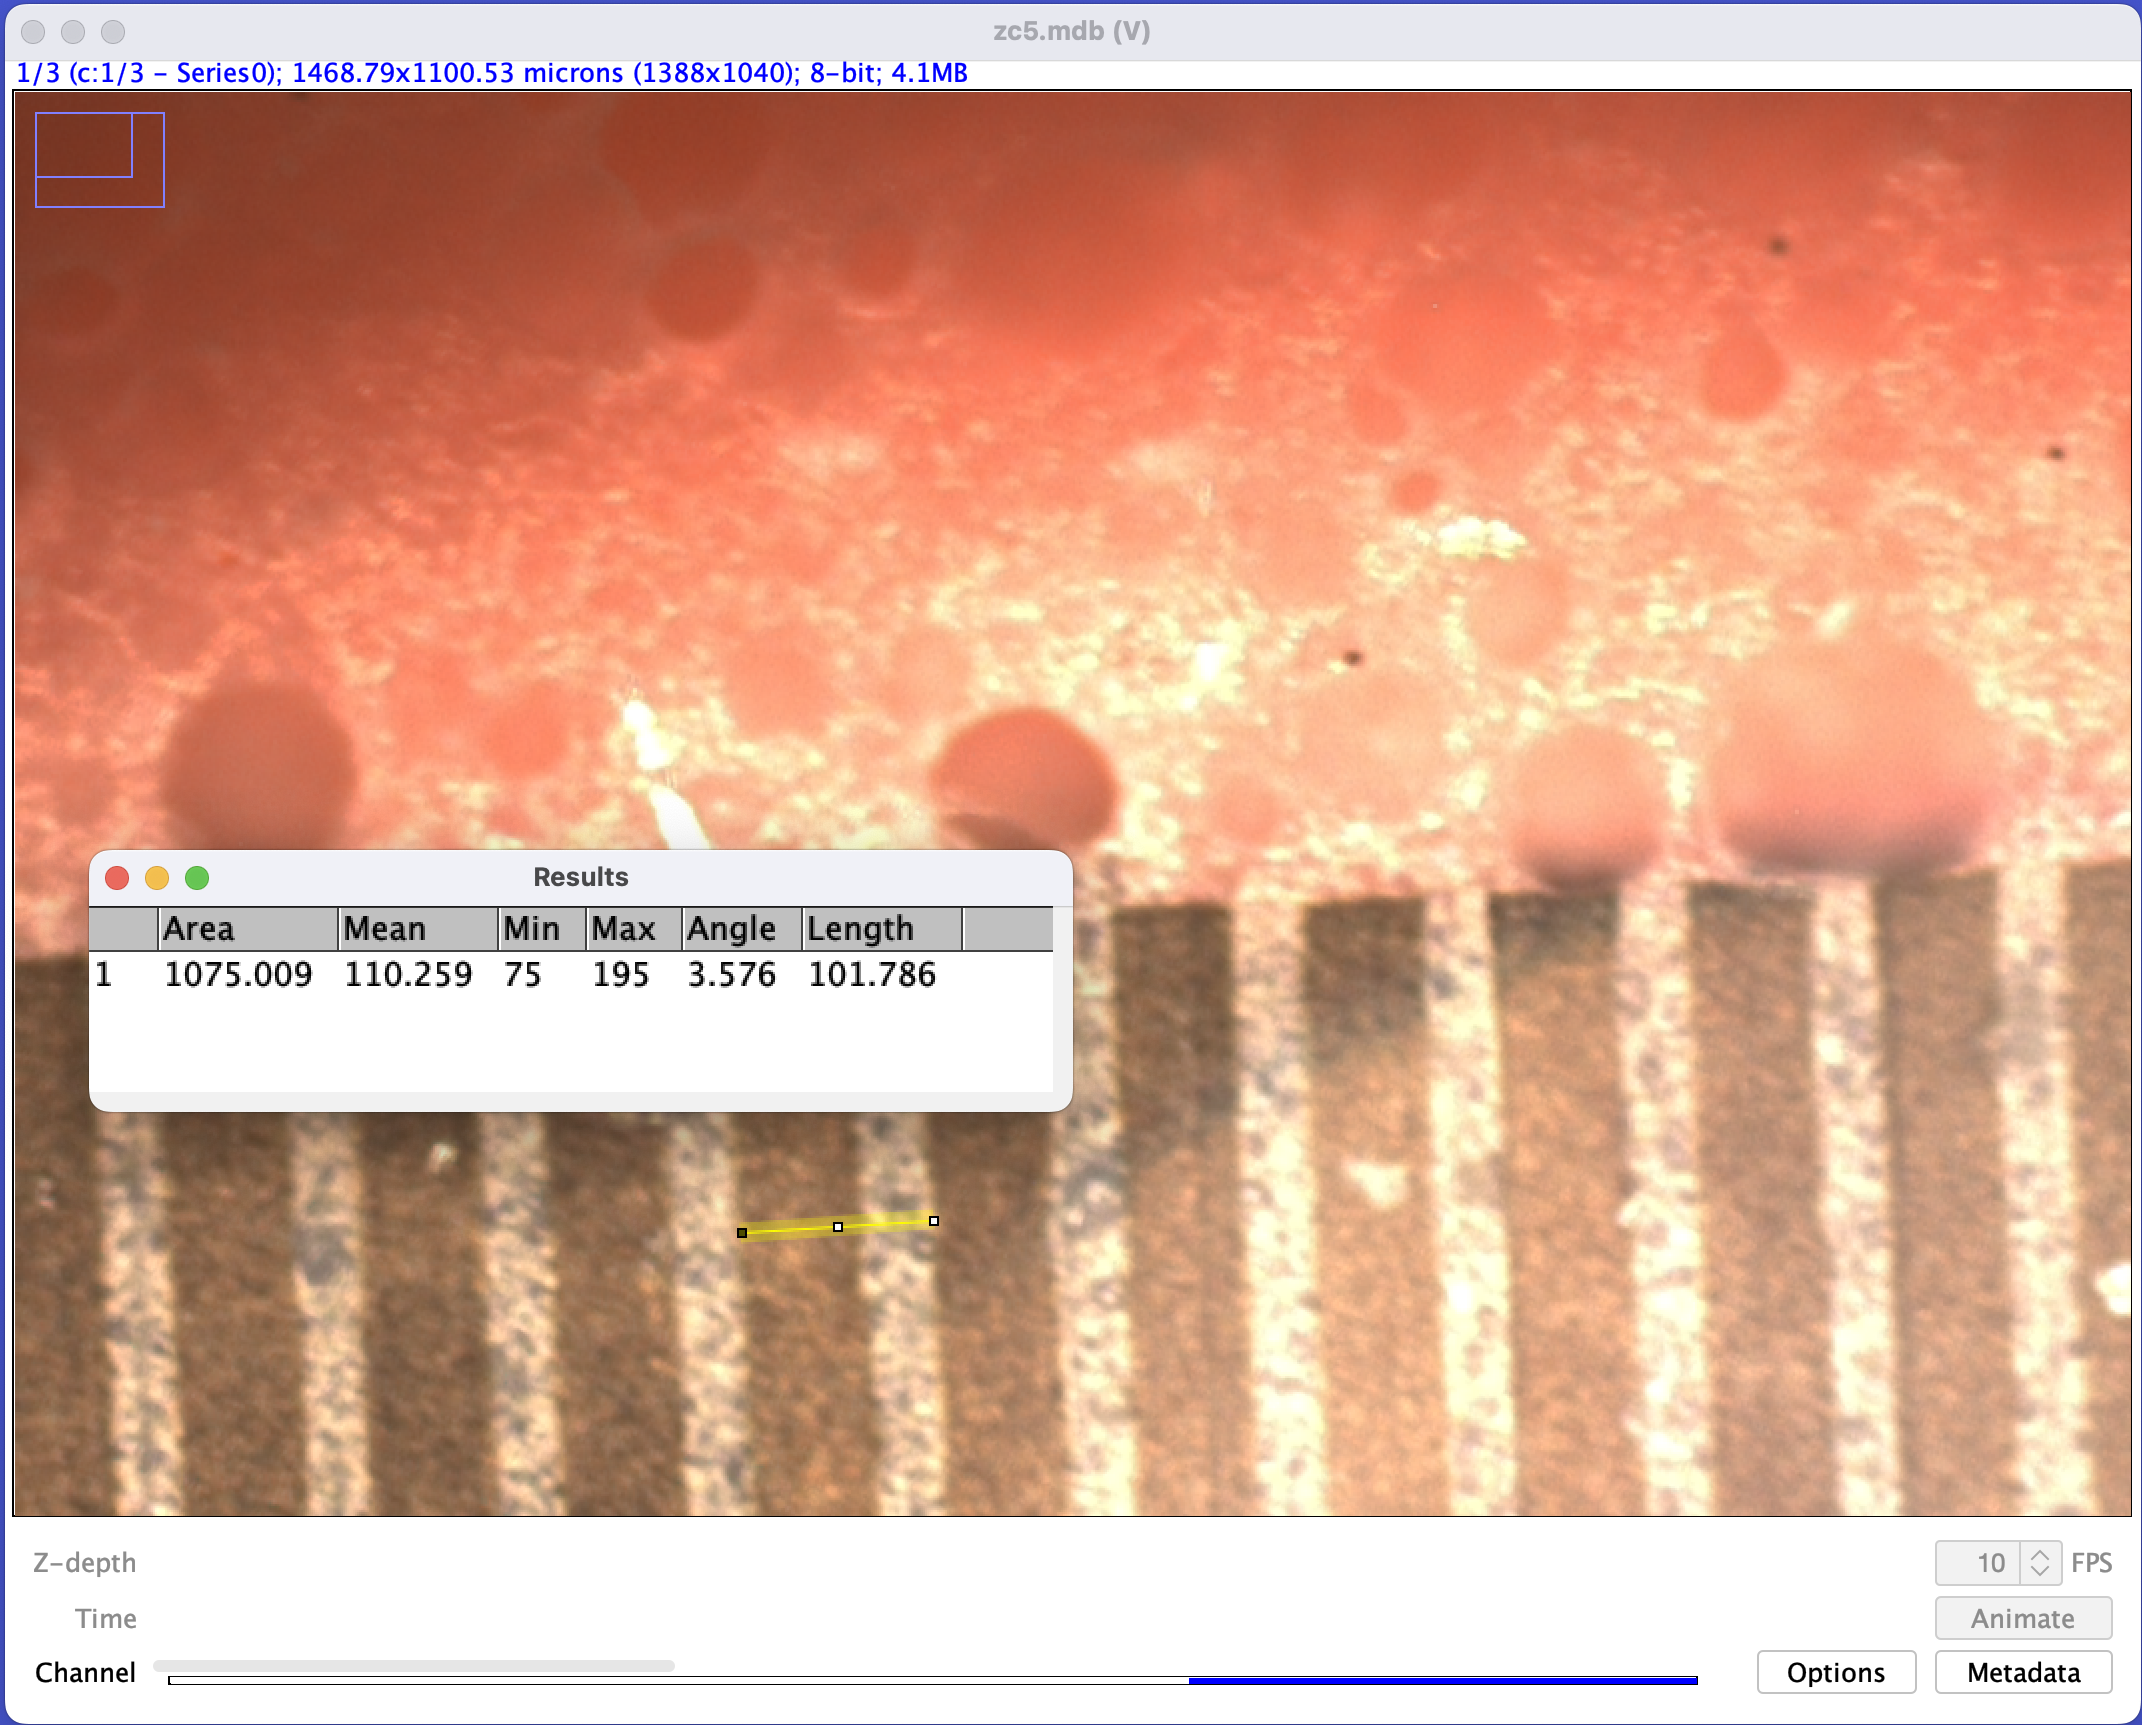 zc5.mdb (V)
1/3 (c:1/3 - Series0); 1468.79x1100.53 microns (1388x1040); 8-bit; 4.1MB
Results
Area Mean Min Max Angle Length
1 1075.009 110.259 75 195 3.576 101.786
Z-depth 10 FPS
Time Animate
Channel Options Metadata